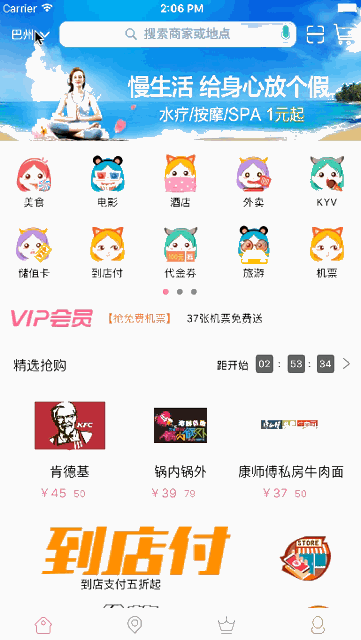 Carrier 2:06 PM
巴州 搜索商家或地点
慢生活 给身心放个假
水疗/按摩/SPA 1元起
美食 电影 酒店 外卖 KYV
100元
储值卡 到店付 代金券 旅游 机票
VIP会员 【抢免费机票】 37张机票免费送
精选抢购 距开始 02 : 53 : 34
KFC
肯德基 锅内锅外 康师傅私房牛肉面
￥45 50 ￥39 79 ￥37 50
到店付
STORE
到店支付五折起